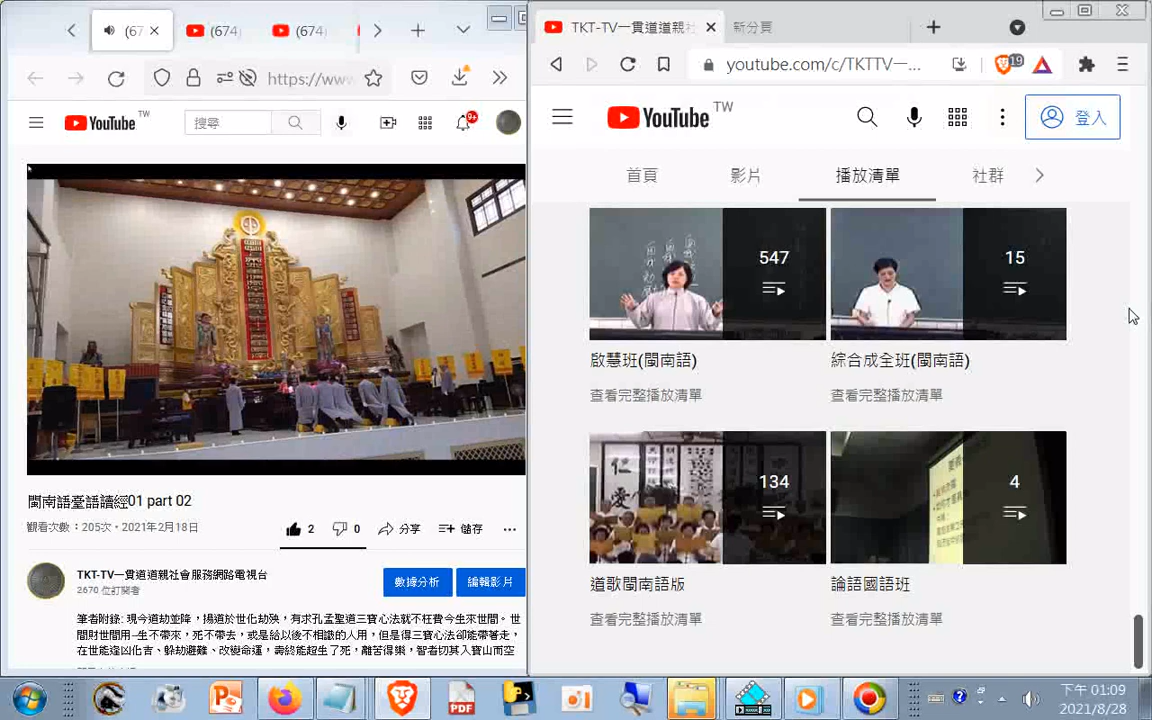 (67
(674)
(674)
https://www
YouTube TW
搜尋
9+
閩南語臺語讀經01 part 02
觀看次數：205次・2021年2月18日
2
0
分享
儲存
TKT-TV一貫道道親社會服務網路電視台
2670 位訂閱者
數據分析
編輯影片
筆者附錄: 現今道劫並降，揚道於世化劫殃，有求孔孟聖道三寶心法就不枉費今生來世間。世
間財世間用一生不帶來，死不帶去，或是給以後不相識的人用，但是得三寶心法卻能帶著走，
在世能逢凶化吉、躲劫避難、改變命運，壽終能超生了死，離苦得樂，智者切莫入寶山而空
TKT-TV一貫道道親社
新分頁
youtube.com/c/TKTTV一...
19
YouTube TW
登入
首頁
影片
播放清單
社群
547
15
啟慧班(閩南語)
綜合成全班(閩南語)
查看完整播放清單
查看完整播放清單
仁
愛
134
4
道歌閩南語版
論語國語班
查看完整播放清單
查看完整播放清單
PDF
下午 01:09
2021/8/28